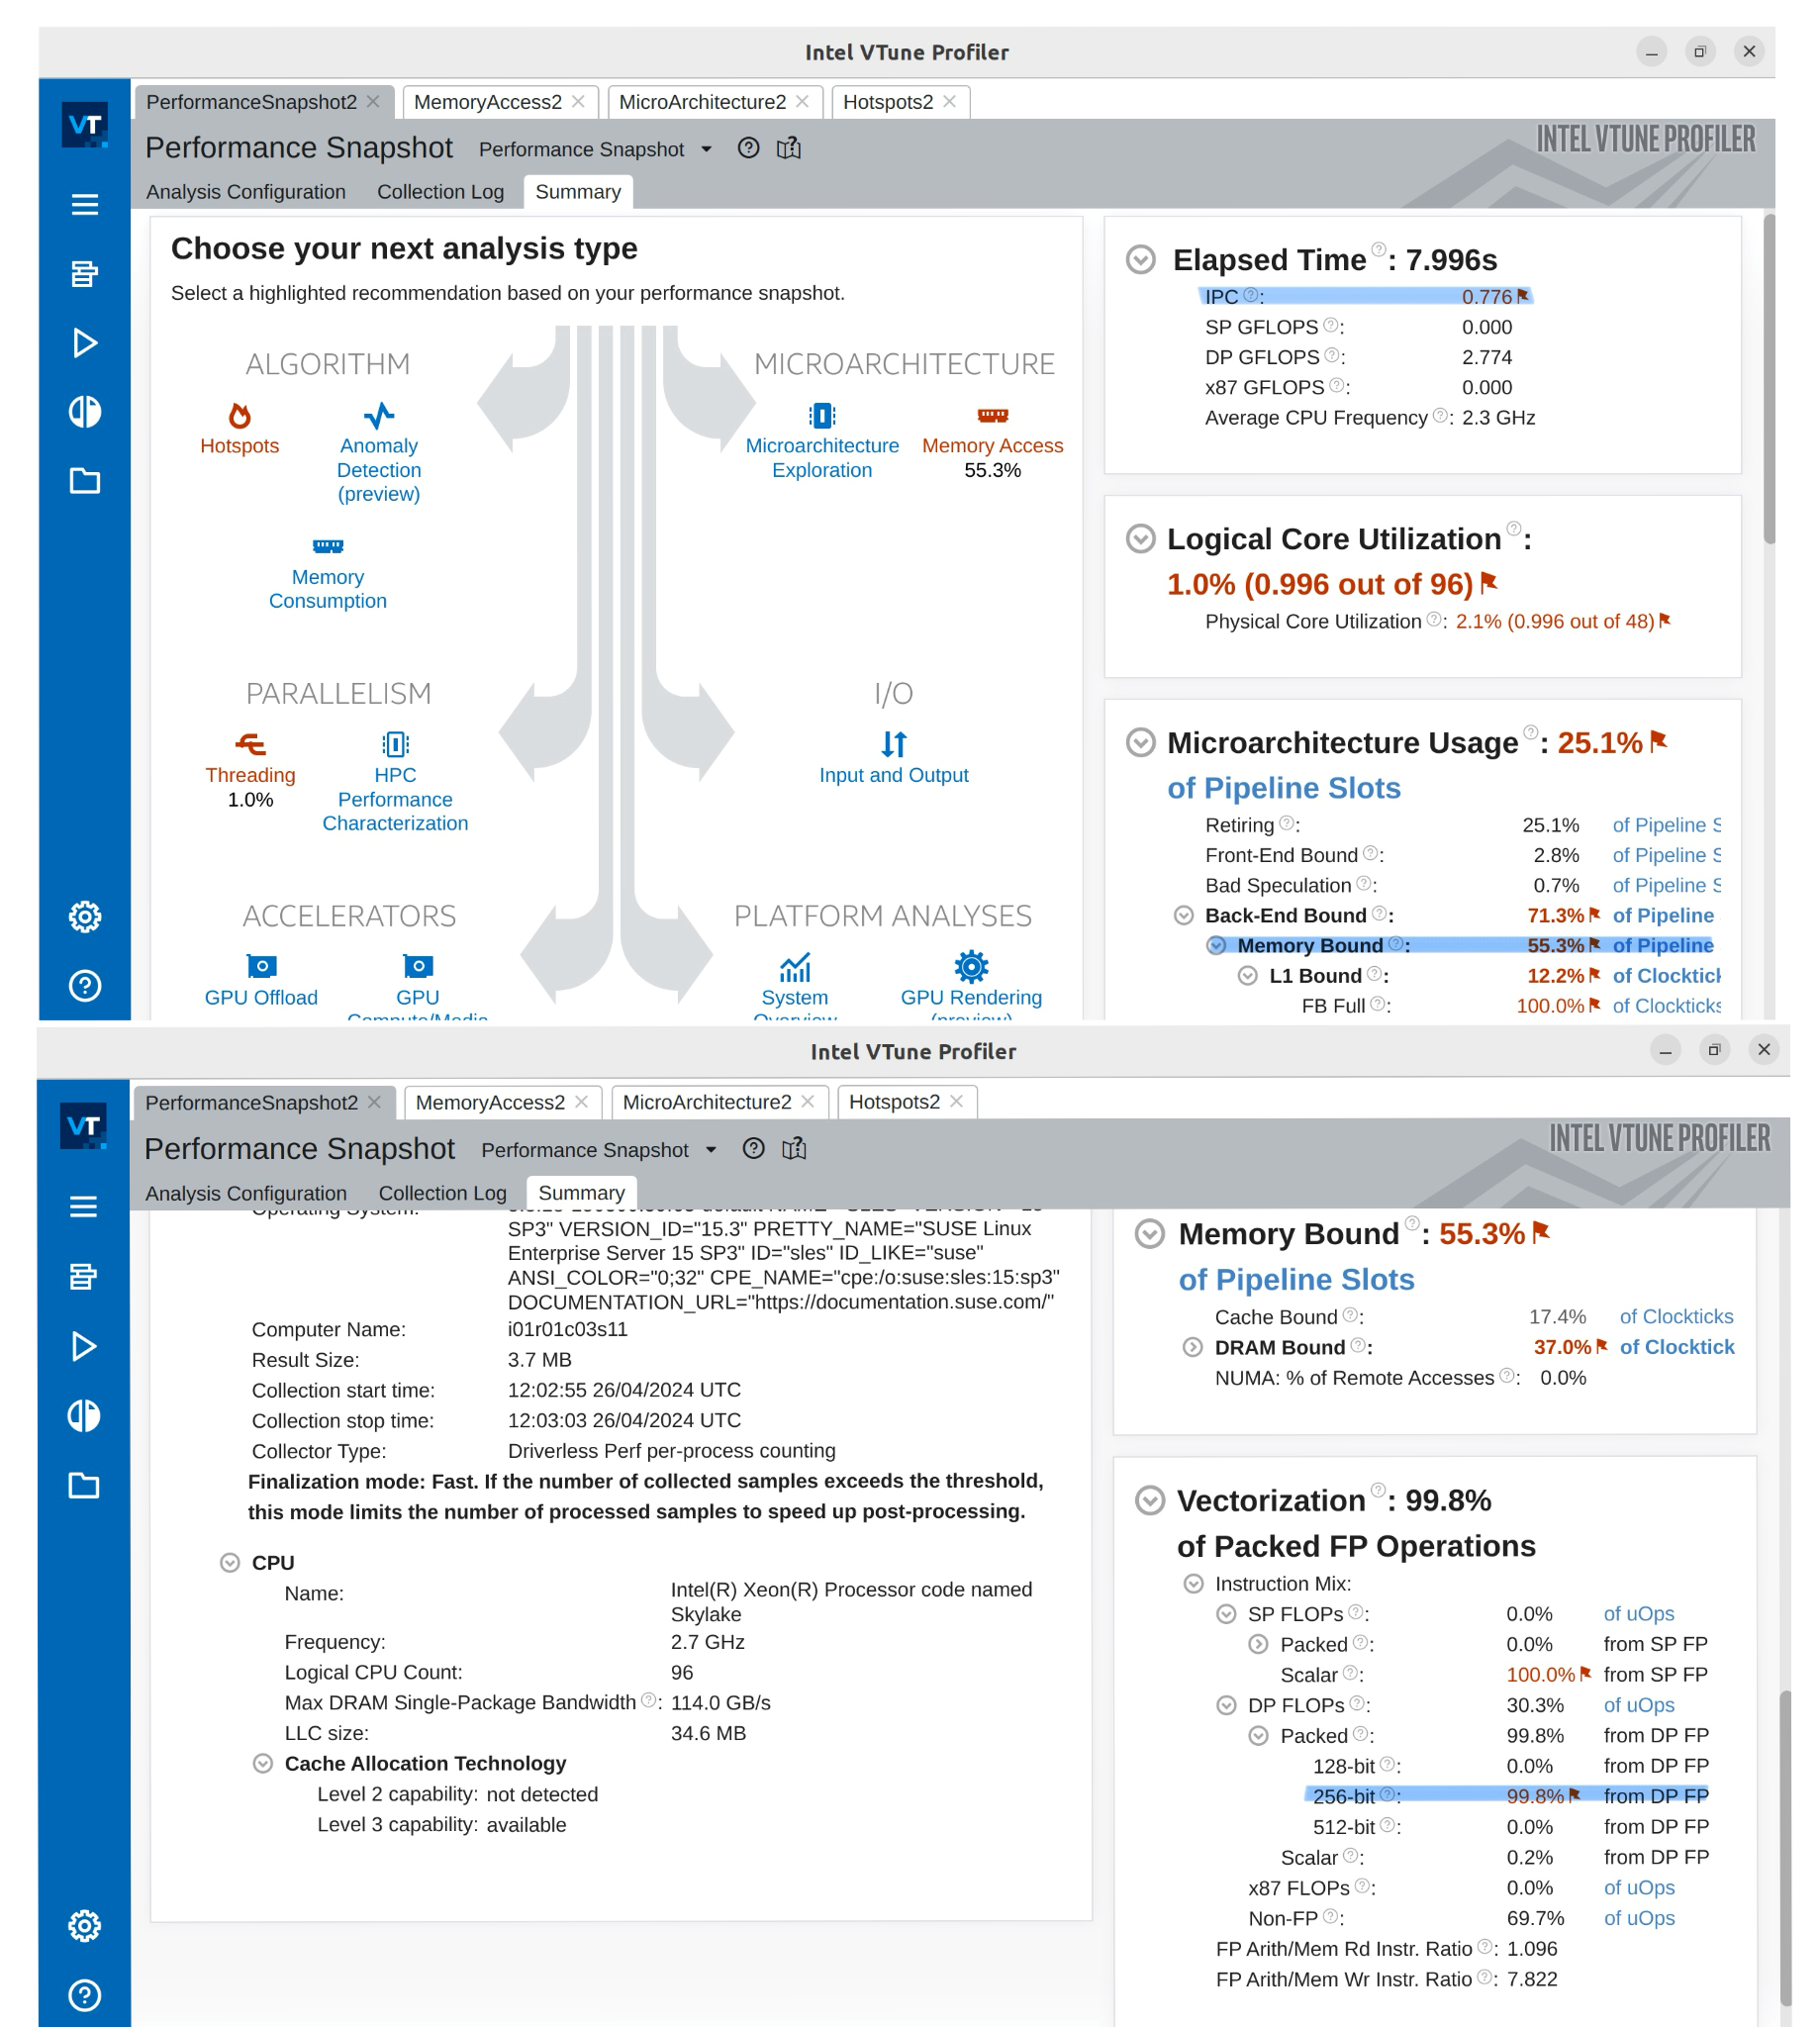 Intel VTune Profiler
VT
PerformanceSnapshot2 MemoryAccess2 MicroArchitecture2 Hotspots2
Performance Snapshot Performance Snapshot
INTEL VTUNE PROFILER
Analysis Configuration Collection Log Summary
Choose your next analysis type
Select a highlighted recommendation based on your performance snapshot.
ALGORITHM
Hotspots
Anomaly
Detection
(preview)
Memory
Consumption
MICROARCHITECTURE
Microarchitecture
Exploration
Memory Access
55.3%
PARALLELISM
Threading
1.0%
HPC
Performance
Characterization
I/O
Input and Output
ACCELERATORS
GPU Offload
GPU
Compute/Media
PLATFORM ANALYSES
System
Overview
GPU Rendering
(preview)
Elapsed Time: 7.996s
IPC: 0.776
SP GFLOPS: 0.000
DP GFLOPS: 2.774
x87 GFLOPS: 0.000
Average CPU Frequency: 2.3 GHz
Logical Core Utilization:
1.0% (0.996 out of 96)
Physical Core Utilization: 2.1% (0.996 out of 48)
Microarchitecture Usage: 25.1%
of Pipeline Slots
Retiring: 25.1% of Pipeline S
Front-End Bound: 2.8% of Pipeline S
Bad Speculation: 0.7% of Pipeline S
Back-End Bound: 71.3% of Pipeline
Memory Bound: 55.3% of Pipeline
L1 Bound: 12.2% of Clocktick
FB Full: 100.0% of Clockticks
Intel VTune Profiler
VT
PerformanceSnapshot2 MemoryAccess2 MicroArchitecture2 Hotspots2
Performance Snapshot Performance Snapshot
INTEL VTUNE PROFILER
Analysis Configuration Collection Log Summary
Operating System:
SP3" VERSION_ID="15.3" PRETTY_NAME="SUSE Linux
Enterprise Server 15 SP3" ID="sles" ID_LIKE="suse"
ANSI_COLOR="0;32" CPE_NAME="cpe:/o:suse:sles:15:sp3"
DOCUMENTATION_URL="https://documentation.suse.com/"
Computer Name: i01r01c03s11
Result Size: 3.7 MB
Collection start time: 12:02:55 26/04/2024 UTC
Collection stop time: 12:03:03 26/04/2024 UTC
Collector Type: Driverless Perf per-process counting
Finalization mode: Fast. If the number of collected samples exceeds the threshold,
this mode limits the number of processed samples to speed up post-processing.
CPU
Name: Intel(R) Xeon(R) Processor code named
Skylake
Frequency: 2.7 GHz
Logical CPU Count: 96
Max DRAM Single-Package Bandwidth: 114.0 GB/s
LLC size: 34.6 MB
Cache Allocation Technology
Level 2 capability: not detected
Level 3 capability: available
Memory Bound: 55.3%
of Pipeline Slots
Cache Bound: 17.4% of Clockticks
DRAM Bound: 37.0% of Clocktick
NUMA: % of Remote Accesses: 0.0%
Vectorization: 99.8%
of Packed FP Operations
Instruction Mix:
SP FLOPs: 0.0% of uOps
Packed: 0.0% from SP FP
Scalar: 100.0% from SP FP
DP FLOPs: 30.3% of uOps
Packed: 99.8% from DP FP
128-bit: 0.0% from DP FP
256-bit: 99.8% from DP FP
512-bit: 0.0% from DP FP
Scalar: 0.2% from DP FP
x87 FLOPs: 0.0% of uOps
Non-FP: 69.7% of uOps
FP Arith/Mem Rd Instr. Ratio: 1.096
FP Arith/Mem Wr Instr. Ratio: 7.822